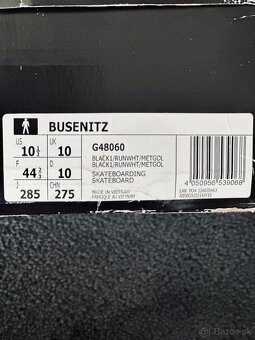 BUSENITZ
US UK
10½ 10
F D
44⅔ 10
J CHN
285 275
G48060
BLACK1/RUNWHT/METGOL
BLACK1/RUNWHT/METGOL
SKATEBOARDING
SKATEBOARD
MADE IN VIETNAM
FABRIQUE AU VIETNAM
4 050956 539068
Bazos.sk